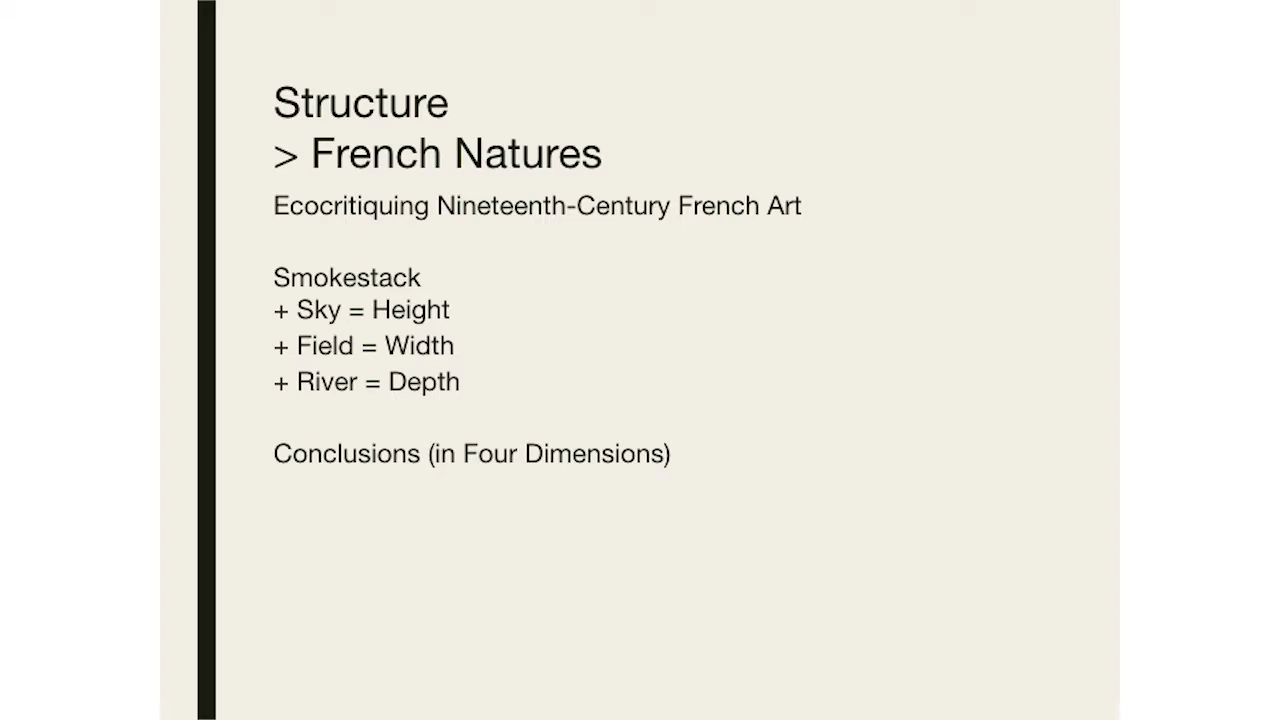 Structure
> French Natures
Ecocritiquing Nineteenth-Century French Art
Smokestack
+ Sky = Height
+ Field = Width
+ River = Depth
Conclusions (in Four Dimensions)